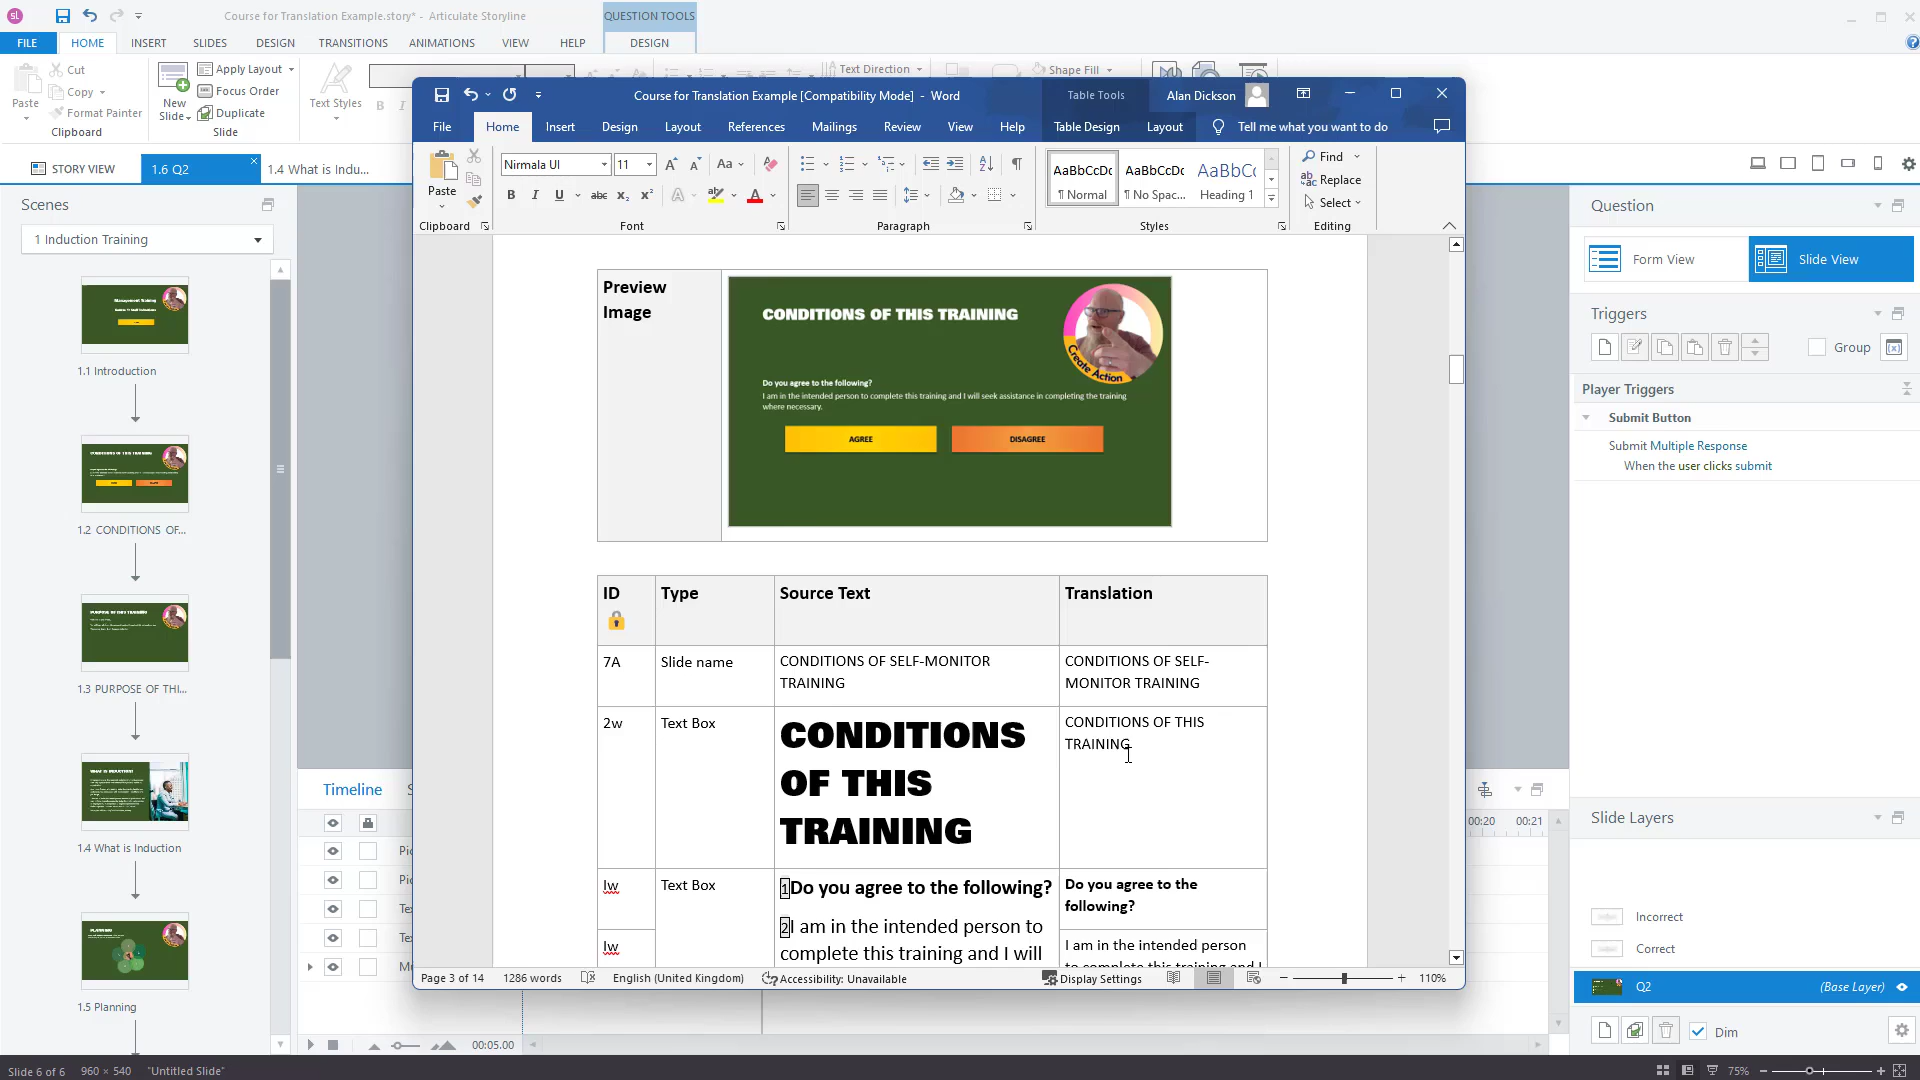 Course for Translation Example.story* - Articulate Storyline
QUESTION TOOLS
FILE HOME INSERT SLIDES DESIGN TRANSITIONS ANIMATIONS VIEW HELP DESIGN
Paste
Cut
Copy
Format Painter
Clipboard
New Slide
Apply Layout
Focus Order
Duplicate
Slide
Text Styles
Text Direction
Shape Fill
STORY VIEW
1.6 Q2
1.4 What is Indu...
Scenes
1 Induction Training
1.1 Introduction
1.2 CONDITIONS OF...
1.3 PURPOSE OF THI...
1.4 What is Induction
1.5 Planning
Course for Translation Example [Compatibility Mode] - Word
Table Tools
Alan Dickson
File Home Insert Design Layout References Mailings Review View Help Table Design Layout Tell me what you want to do
Paste
Clipboard
Nirmala UI 11
Font
Paragraph
AaBbCcDc AaBbCcDc AaBbCc
¶ Normal ¶ No Spac... Heading 1
Styles
Find
Replace
Select
Editing
Preview Image
CONDITIONS OF THIS TRAINING
Create Action
Do you agree to the following?
I am in the intended person to complete this training and I will seek assistance in completing the training
where necessary.
AGREE DISAGREE
ID Type Source Text Translation
7A Slide name CONDITIONS OF SELF-MONITOR
TRAINING
CONDITIONS OF SELF-
MONITOR TRAINING
2w Text Box
CONDITIONS
OF THIS
TRAINING
CONDITIONS OF THIS
TRAINING
lw Text Box
1Do you agree to the following?
2I am in the intended person to
complete this training and I will
Do you agree to the
following?
lw
I am in the intended person
to complete this training and I
Page 3 of 14 1286 words English (United Kingdom) Accessibility: Unavailable Display Settings 110%
Timeline
00:20 00:21
00:05.00
Question
Form View
Slide View
Triggers
Group
Player Triggers
Submit Button
Submit Multiple Response
When the user clicks submit
Slide Layers
Incorrect
Correct
Q2 (Base Layer)
Dim
Slide 6 of 6 960 × 540 "Untitled Slide" 75%